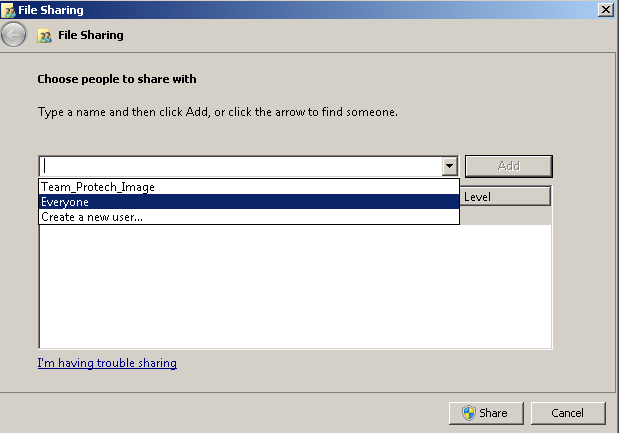 File Sharing
File Sharing
Choose people to share with
Type a name and then click Add, or click the arrow to find someone.
Add
Team_Protech_Image
Everyone
Level
Create a new user...
I'm having trouble sharing
Share
Cancel